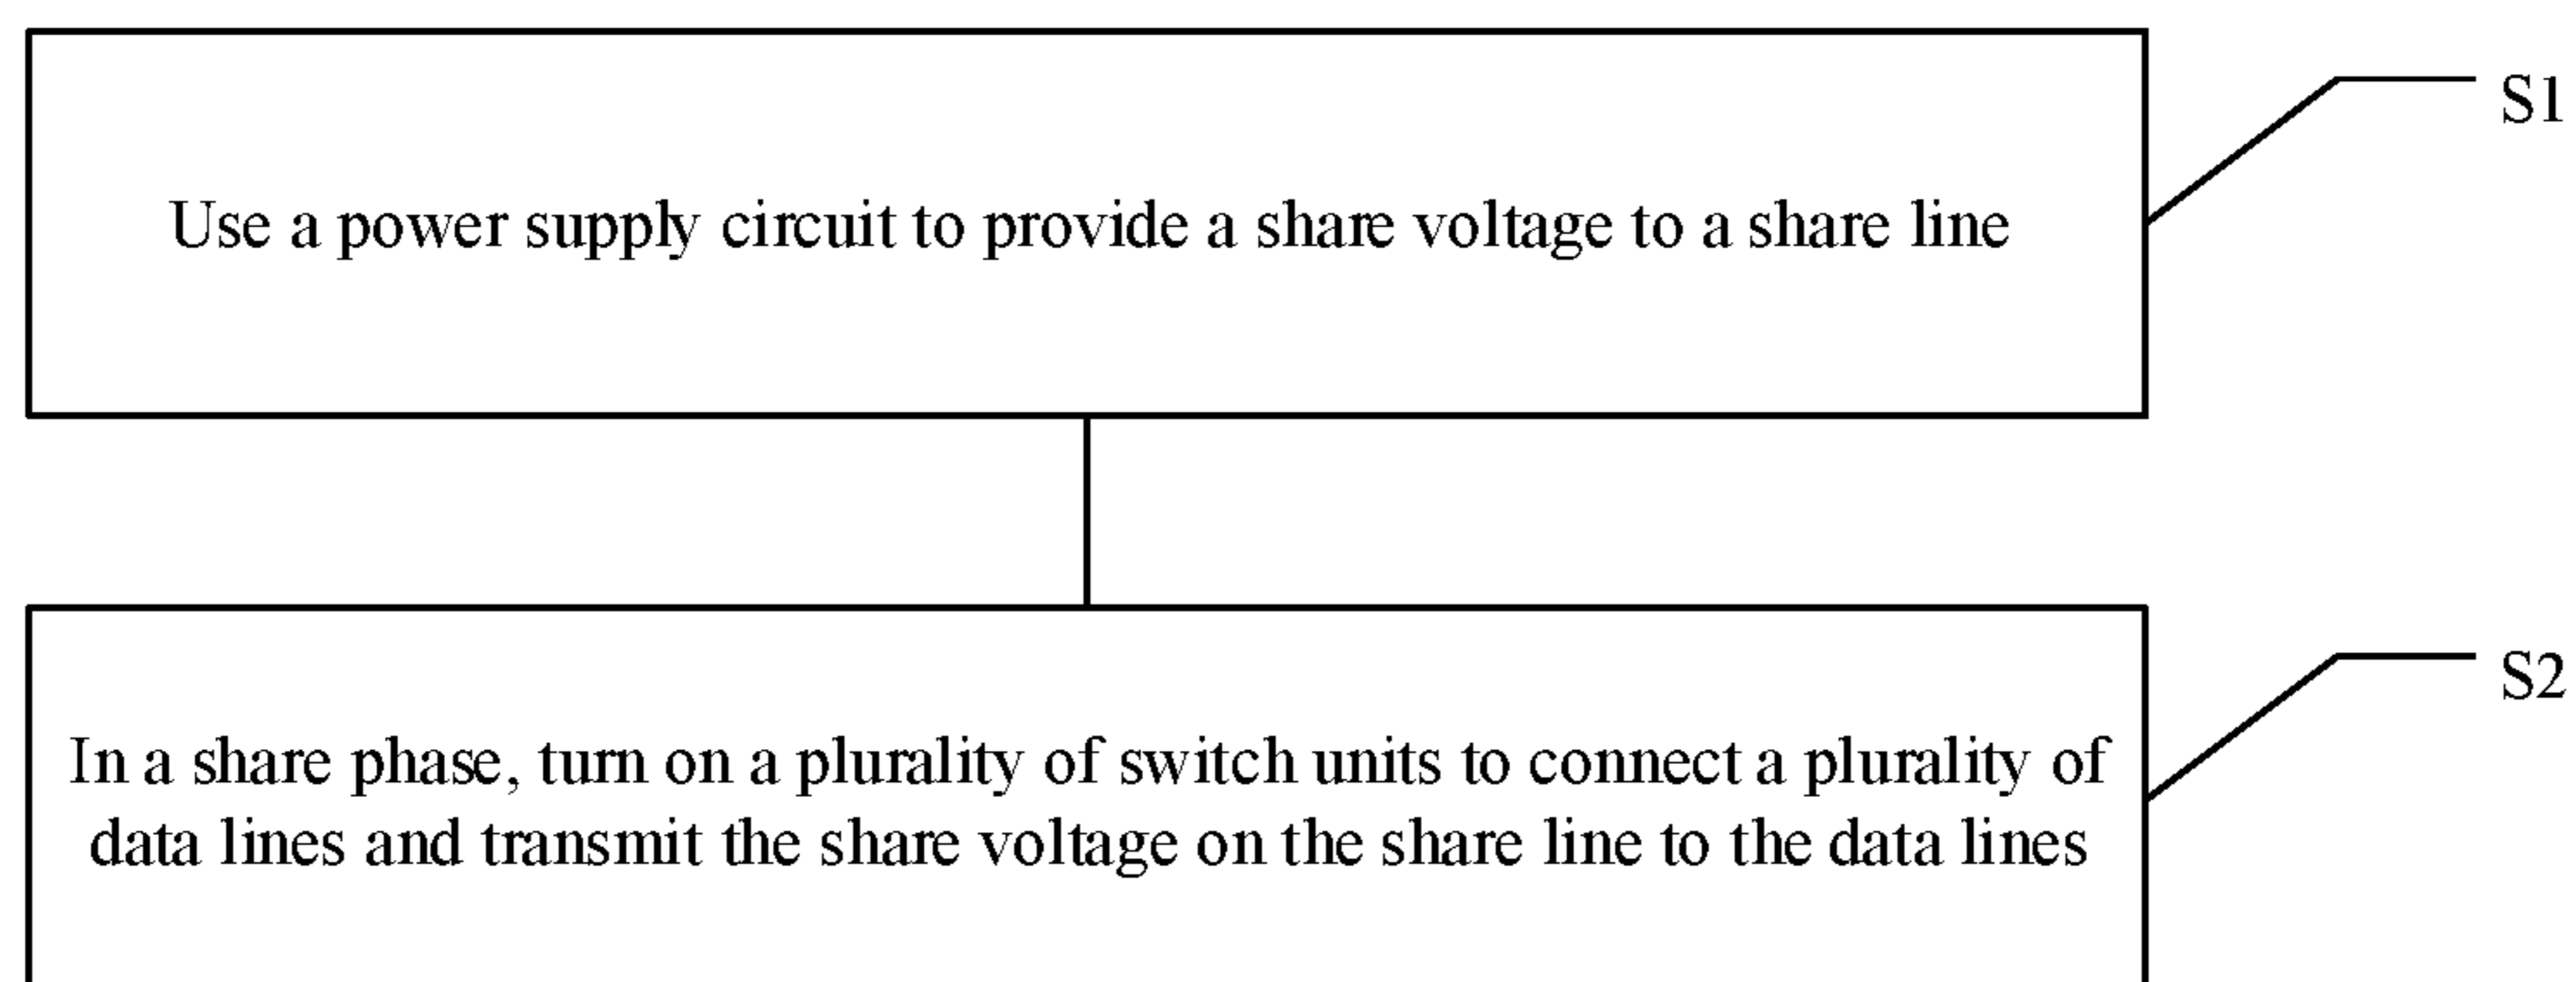 S1
Use a power supply circuit to provide a share voltage to a share line
S2
In a share phase, turn on a plurality of switch units to connect a plurality of
data lines and transmit the share voltage on the share line to the data lines